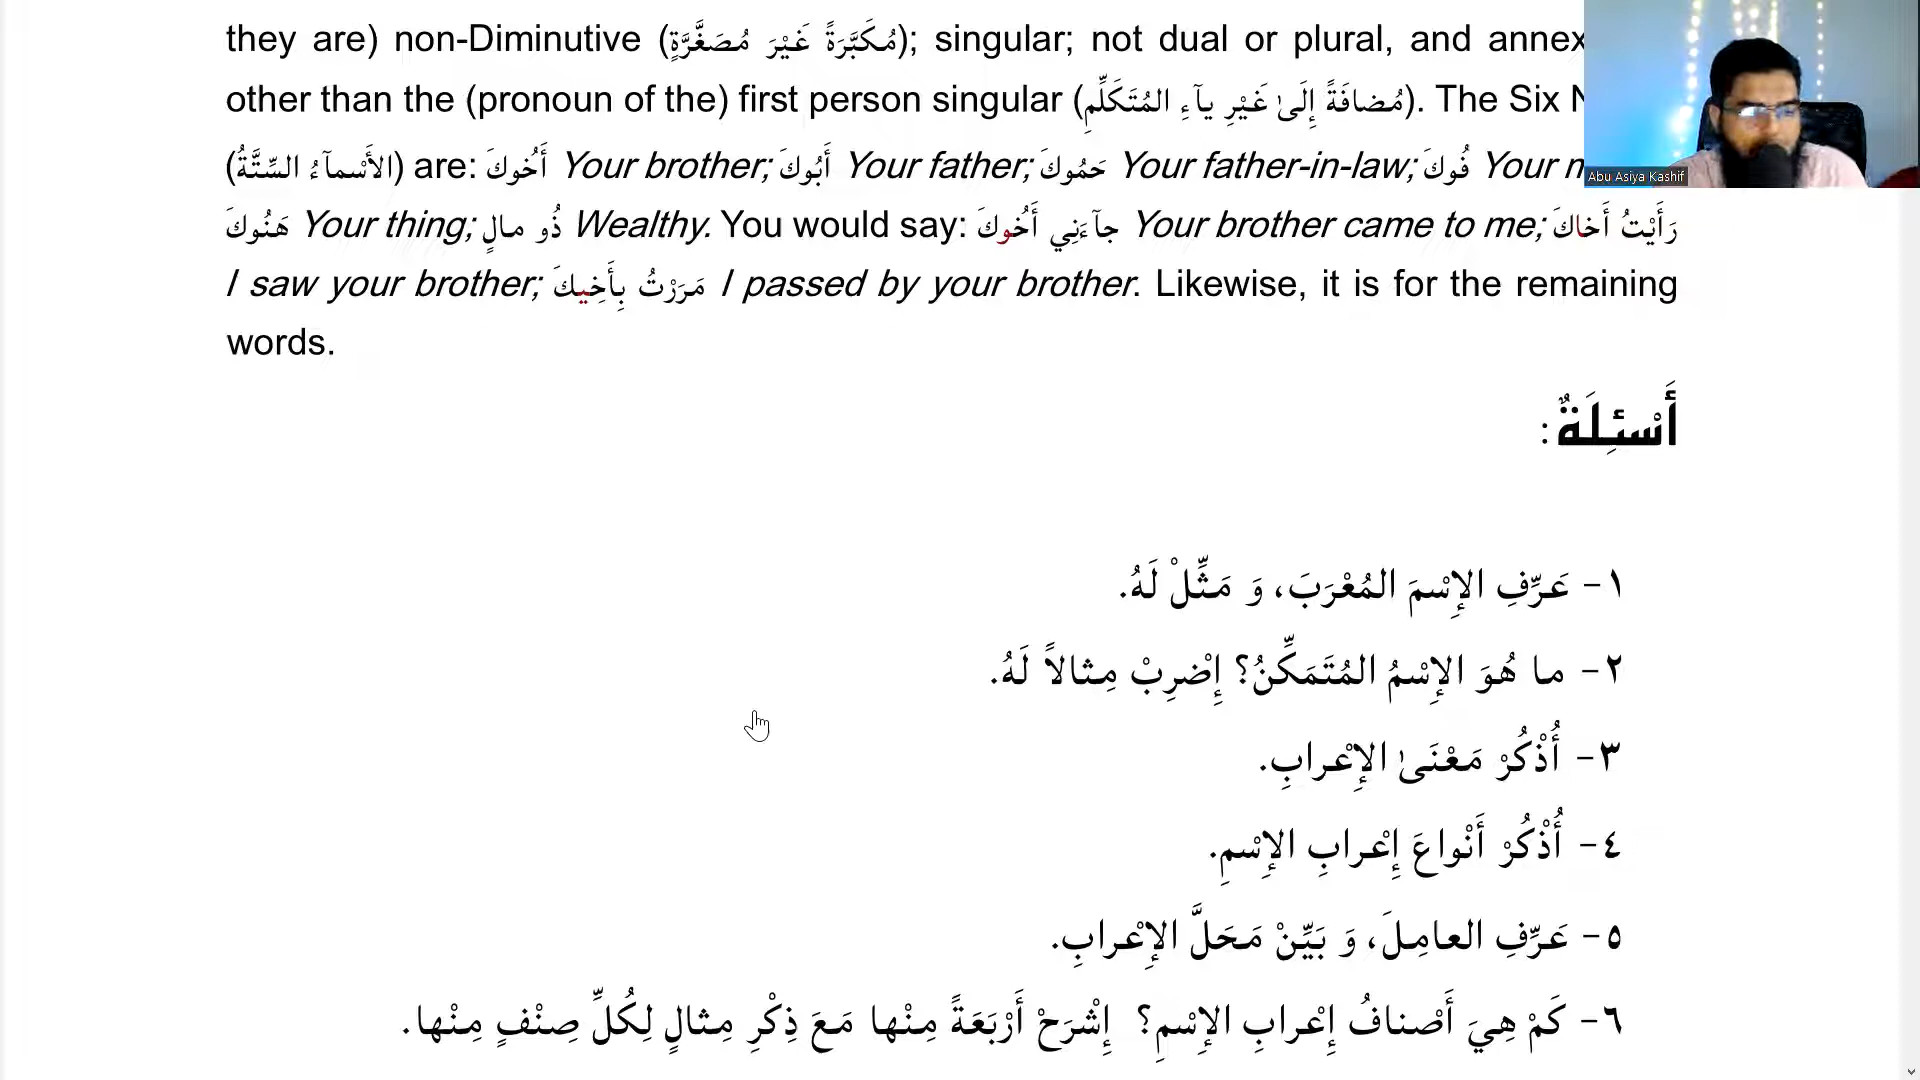 they are) non-Diminutive (مُكَبَّرَةً غَيْرَ مُصَغَّرَّةٍ); singular; not dual or plural, and annex
other than the (pronoun of the) first person singular (مُضافَةً إِلَىٰ غَيْرِ يآءِ المُتَكَلِّمِ). The Six
(الأَسْمآءُ السِّتَّةُ) are: أَخُوكَ Your brother; أَبُوكَ Your father; حَمُوكَ Your father-in-law; فُوكَ Your
هَنُوكَ Your thing; ذُو مالٍ Wealthy. You would say: جآءَنِي أَخُوكَ Your brother came to me; رَأَيْتُ أَخاكَ
I saw your brother; مَرَرْتُ بِأَخِيكَ I passed by your brother. Likewise, it is for the remaining
words.
أَسْئِلَةٌ:
١- عَرِّفِ الإِسْمَ المُعْرَبَ، وَ مَثِّلْ لَهُ.
٢- ما هُوَ الإِسْمُ المُتَمَكِّنُ؟ إِضْرِبْ مِثالاً لَهُ.
٣- أُذْكُرْ مَعْنَىٰ الإِعْرابِ.
٤- أُذْكُرْ أَنْواعَ إِعْرابِ الإِسْمِ.
٥- عَرِّفِ العامِلَ، وَ بَيِّنْ مَحَلَّ الإِعْرابِ.
٦- كَمْ هِيَ أَصْنافُ إِعْرابِ الإِسْمِ؟ إِشْرَحْ أَرْبَعَةً مِنْها مَعَ ذِكْرِ مِثالٍ لِكُلِّ صِنْفٍ مِنْها.
Abu Asiya Kashif